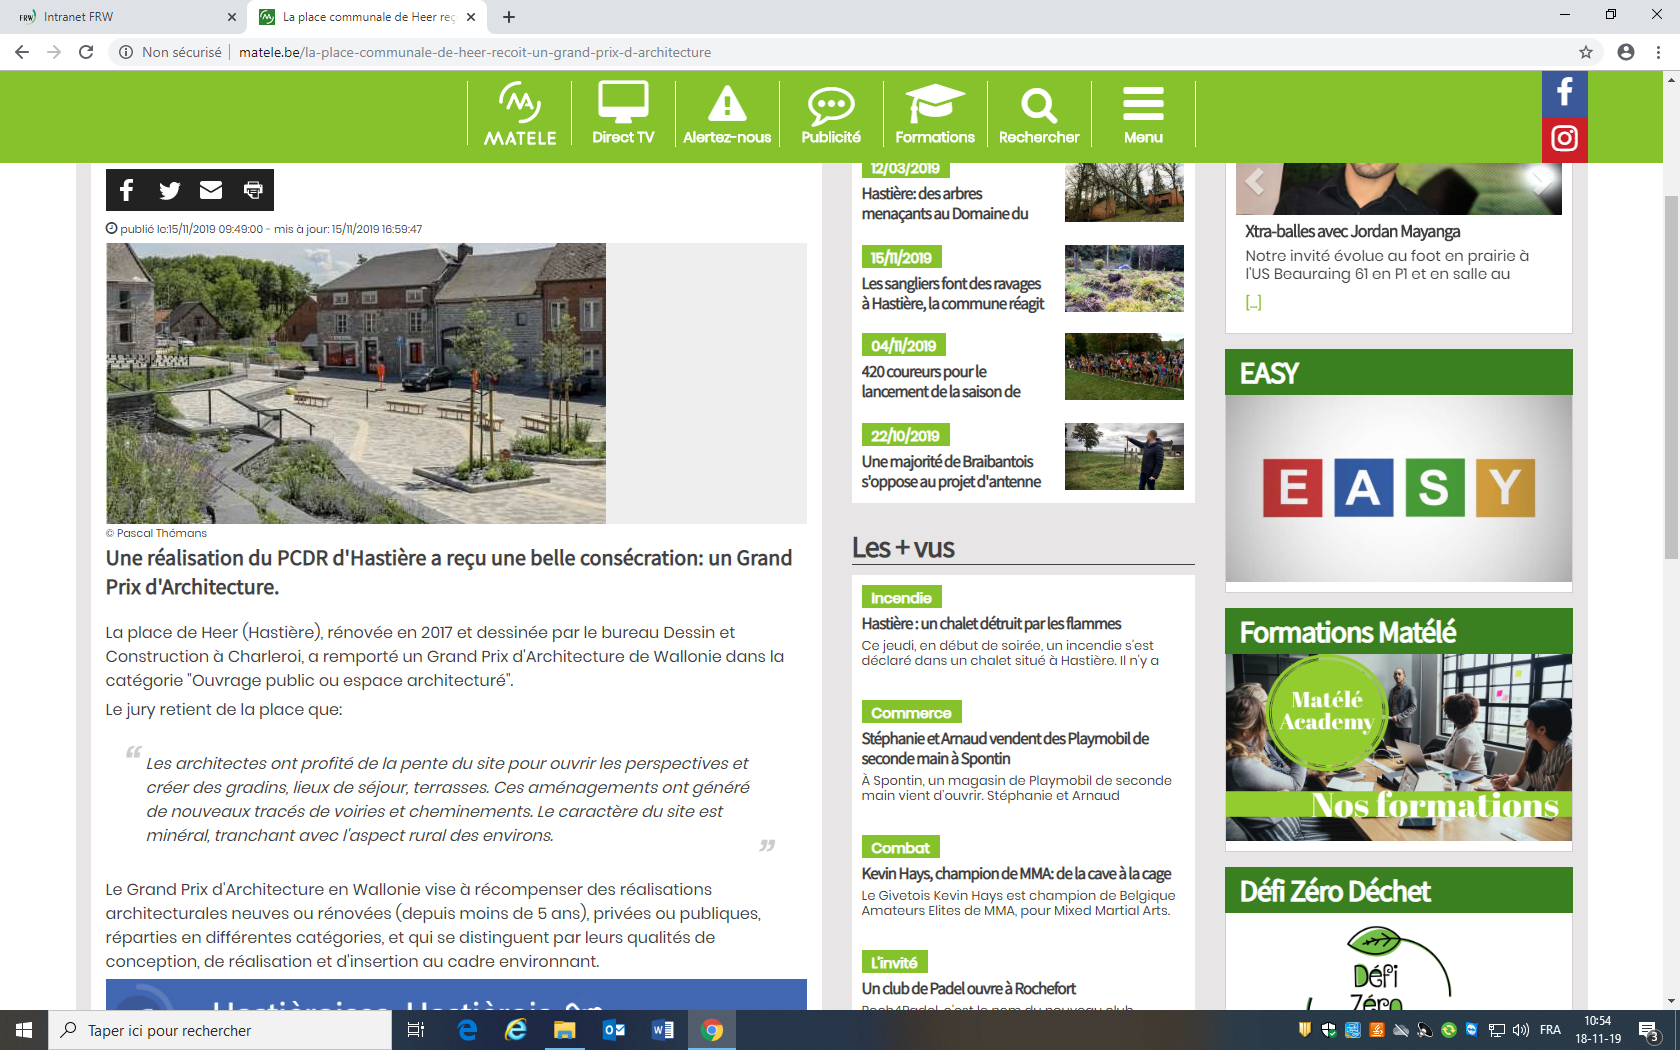 Intranet FRW
La place communale de Heer reç
Non sécurisé
matele.be/la-place-communale-de-heer-recoit-un-grand-prix-d-architecture
MATELE
Direct TV
Alertez-nous
Publicité
Formations
Rechercher
Menu
publié le:15/11/2019 09:49:00 - mis à jour: 15/11/2019 16:59:47
© Pascal Thémans
Une réalisation du PCDR d'Hastière a reçu une belle consécration: un Grand
Prix d'Architecture.
La place de Heer (Hastière), rénovée en 2017 et dessinée par le bureau Dessin et
Construction à Charleroi, a remporté un Grand Prix d'Architecture de Wallonie dans la
catégorie "Ouvrage public ou espace architecturé".
Le jury retient de la place que:
“
Les architectes ont profité de la pente du site pour ouvrir les perspectives et
créer des gradins, lieux de séjour, terrasses. Ces aménagements ont généré
de nouveaux tracés de voiries et cheminements. Le caractère du site est
minéral, tranchant avec l'aspect rural des environs.
”
Le Grand Prix d'Architecture en Wallonie vise à récompenser des réalisations
architecturales neuves ou rénovées (depuis moins de 5 ans), privées ou publiques,
réparties en différentes catégories, et qui se distinguent par leurs qualités de
conception, de réalisation et d'insertion au cadre environnant.
12/03/2019
Hastière: des arbres
menaçants au Domaine du
15/11/2019
Les sangliers font des ravages
à Hastière, la commune réagit
04/11/2019
420 coureurs pour le
lancement de la saison de
22/10/2019
Une majorité de Braibantois
s'oppose au projet d'antenne
Les + vus
Incendie
Hastière : un chalet détruit par les flammes
Ce jeudi, en début de soirée, un incendie s'est
déclaré dans un chalet situé à Hastière. Il n'y a
Commerce
Stéphanie et Arnaud vendent des Playmobil de
seconde main à Spontin
À Spontin, un magasin de Playmobil de seconde
main vient d'ouvrir. Stéphanie et Arnaud
Combat
Kevin Hays, champion de MMA: de la cave à la cage
Le Givetois Kevin Hays est champion de Belgique
Amateurs Elites de MMA, pour Mixed Martial Arts.
L'invité
Un club de Padel ouvre à Rochefort
Xtra-balles avec Jordan Mayanga
Notre invité évolue au foot en prairie à
l'US Beauraing 61 en P1 et en salle au
[...]
EASY
EASY
Formations Matélé
Matélé
Academy
Nos formations
Défi Zéro Déchet
Défi
Zéro
Taper ici pour rechercher
FRA
10:54
18-11-19
3